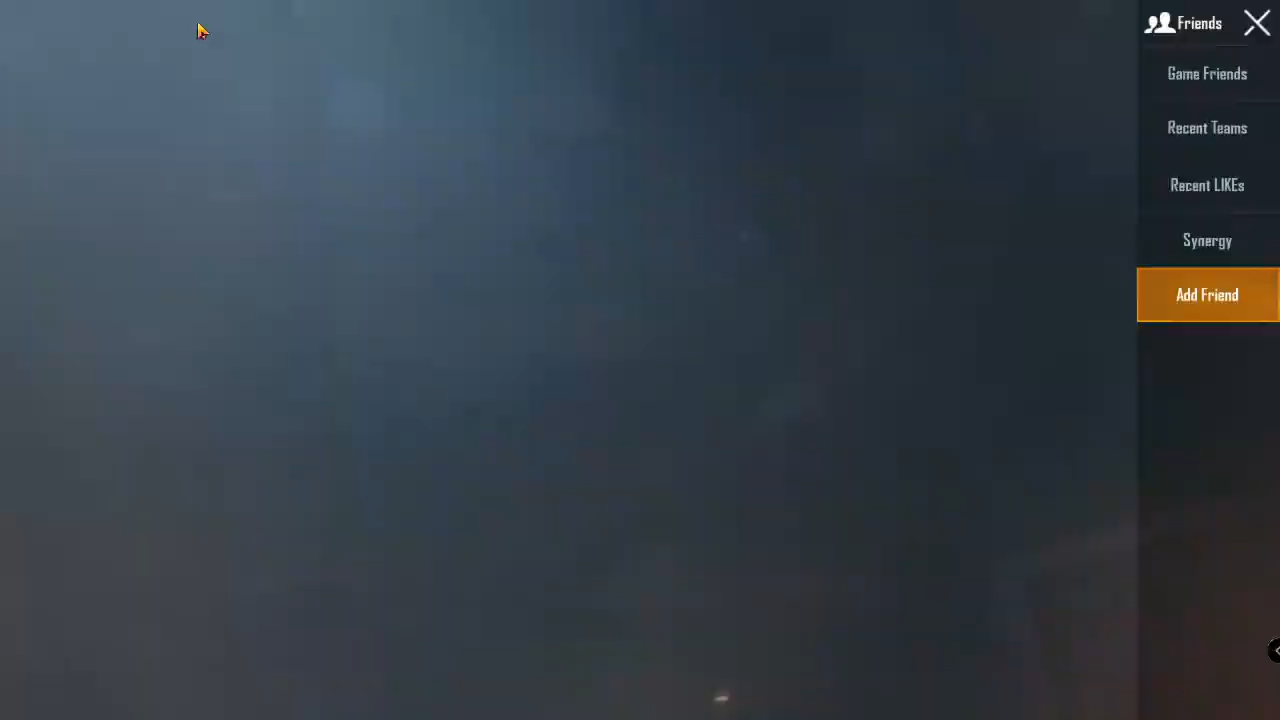 Friends
Game Friends
Recent Teams
Recent LIKEs
Synergy
Add Friend